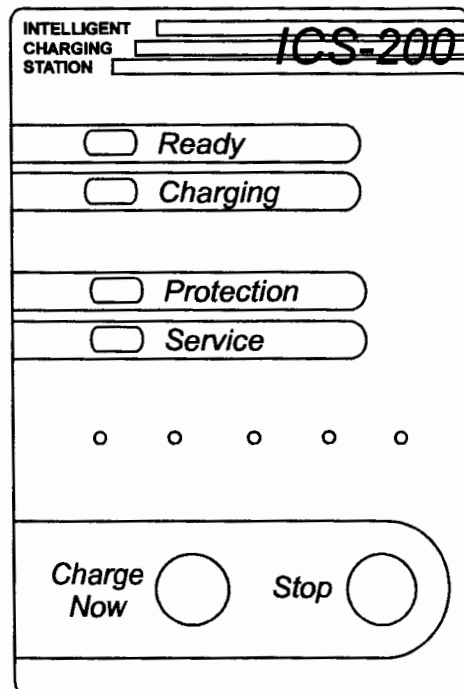 INTELLIGENT
CHARGING
STATION
ICS-200
Ready
Charging
Protection
Service
Charge
Now
Stop